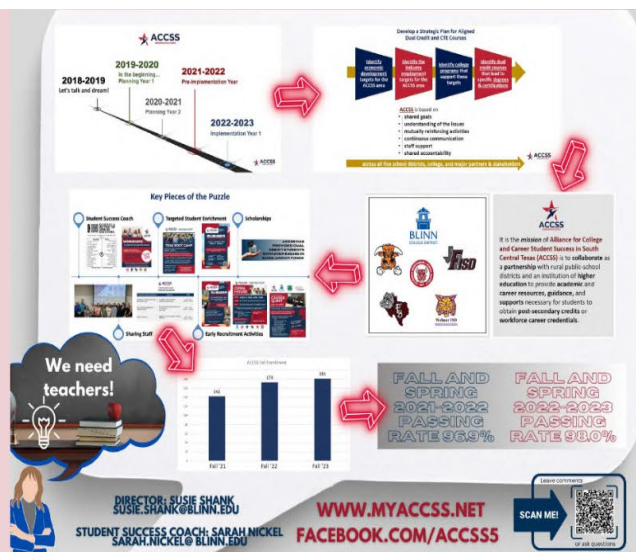 ACCSS
2018-2019
Let's talk and dream!
2019-2020
In the beginning...
Planning Year 1
2020-2021
Planning Year 2
2021-2022
Pre-Implementation Year
2022-2023
Implementation Year 1
ACCSS
Develop a Strategic Plan for Aligned
Dual Credit and CTE Courses
Identify
economic
development
targets for the
ACCSS area
Identify the
industry
employment
targets for the
ACCSS area
Identify college
programs that
support these
targets
Identify dual
credit courses
that lead to
specific degrees
& certifications
ACCSS is based on
• shared goals
• understanding of the issues
• mutually reinforcing activities
• continuous communication
• staff support
• shared accountability
across all five school districts, college, and major partners & stakeholders
ACCSS
Key Pieces of the Puzzle
Student Success Coach
Targeted Student Enrichment
Scholarships
Sharing Staff
Early Recruitment Activities
BLINN
COLLEGE DISTRICT
ISD
ACCSS
It is the mission of Alliance for College
and Career Student Success in South
Central Texas (ACCSS) is to collaborate as
a partnership with rural public school
districts and an institution of higher
education to provide academic and
career resources, guidance, and
supports necessary for students to
obtain post-secondary credits or
workforce career credentials.
We need
teachers!
ACCSS Fall Enrollment
Fall '21
Fall '22
Fall '23
FALL AND
SPRING
2021-2022
PASSING
RATE 96.9%
FALL AND
SPRING
2022-2023
PASSING
RATE 98.0%
DIRECTOR: SUSIE SHANK
SUSIE.SHANK@BLINN.EDU
STUDENT SUCCESS COACH: SARAH NICKEL
SARAH.NICKEL@ BLINN.EDU
WWW.MYACCSS.NET
FACEBOOK.COM/ACCSS5
Leave comments
SCAN ME!
or ask questions